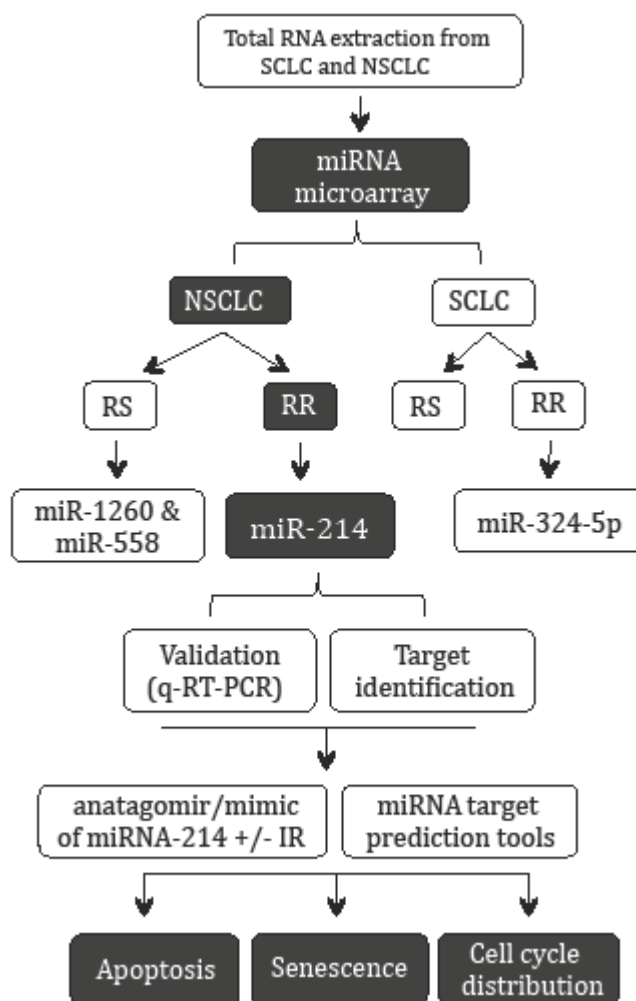 Total RNA extraction from
SCLC and NSCLC
miRNA
microarray
NSCLC
SCLC
RS
RR
RS
RR
miR-1260 &
miR-558
miR-214
miR-324-5p
Validation
(q-RT-PCR)
Target
identification
anatagomir/mimic
of miRNA-214 +/- IR
miRNA target
prediction tools
Apoptosis
Senescence
Cell cycle
distribution